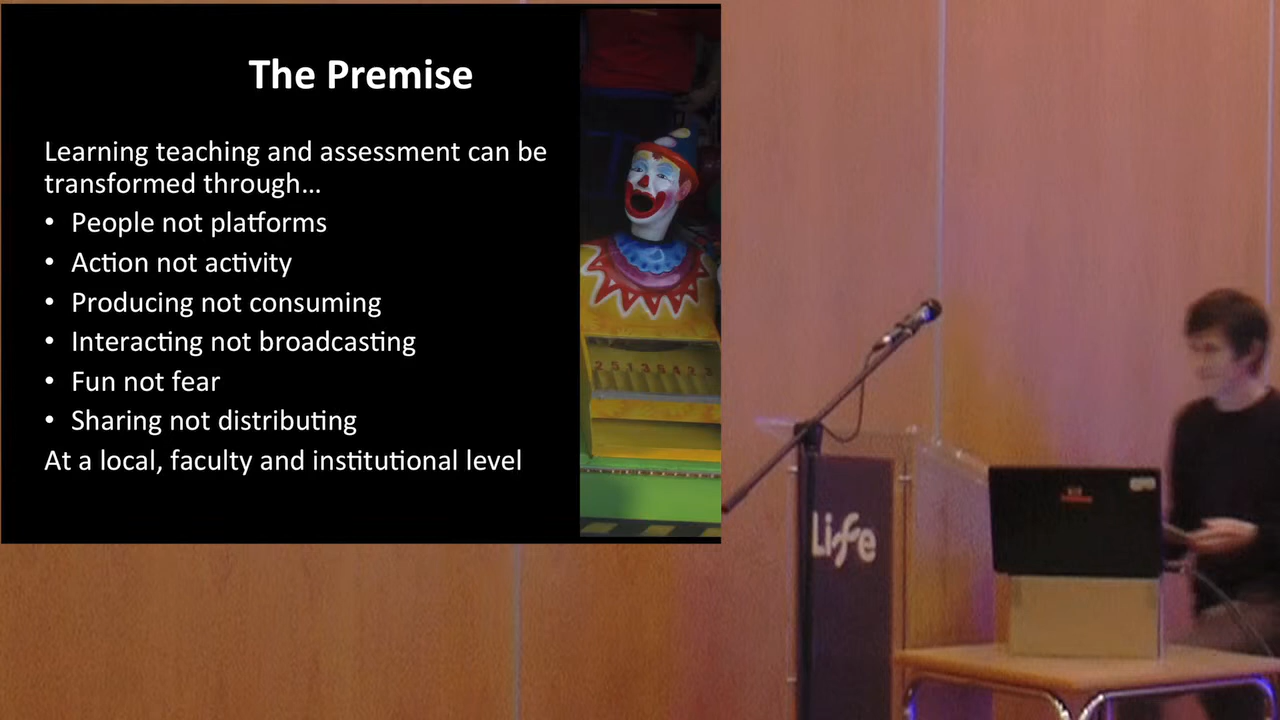 The Premise
Learning teaching and assessment can be
transformed through...
• People not platforms
• Action not activity
• Producing not consuming
• Interacting not broadcasting
• Fun not fear
• Sharing not distributing
At a local, faculty and institutional level
Life